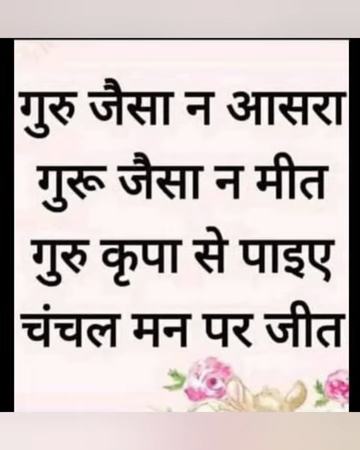 गुरु जैसा न आसरा
गुरू जैसा न मीत
गुरु कृपा से पाइए
चंचल मन पर जीत